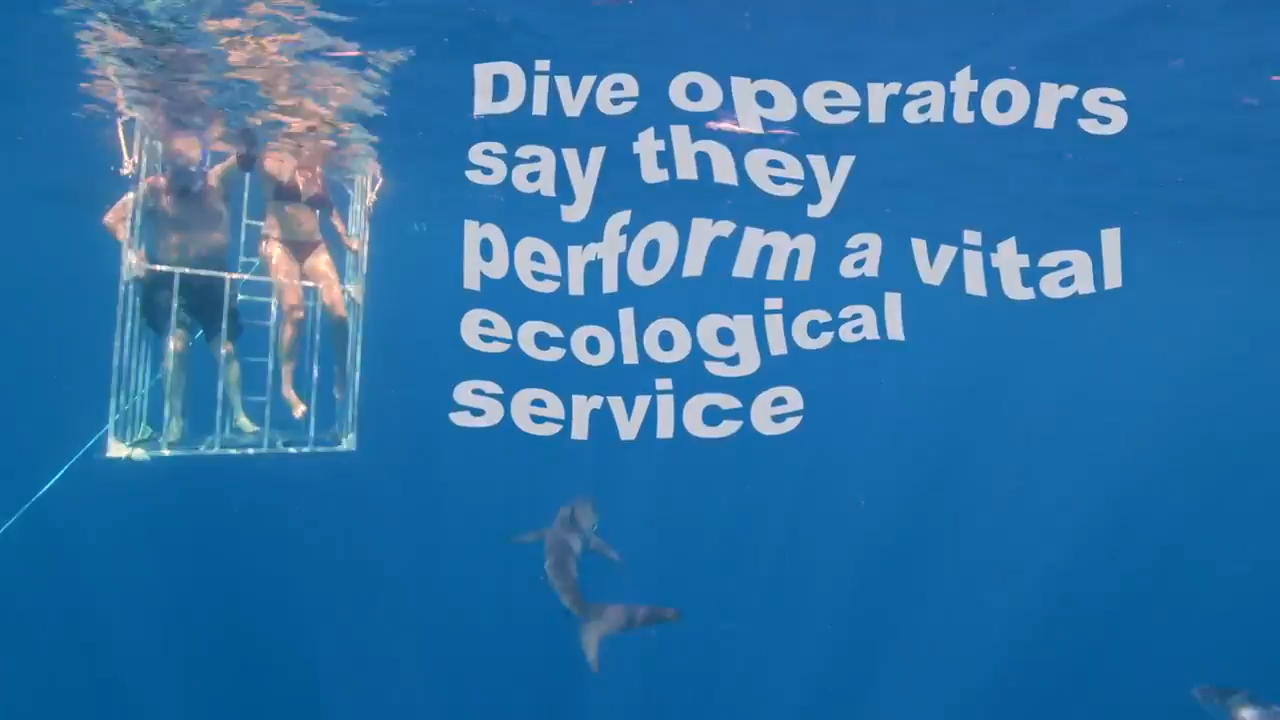 Dive operators
say they
perform a vital
ecological
service